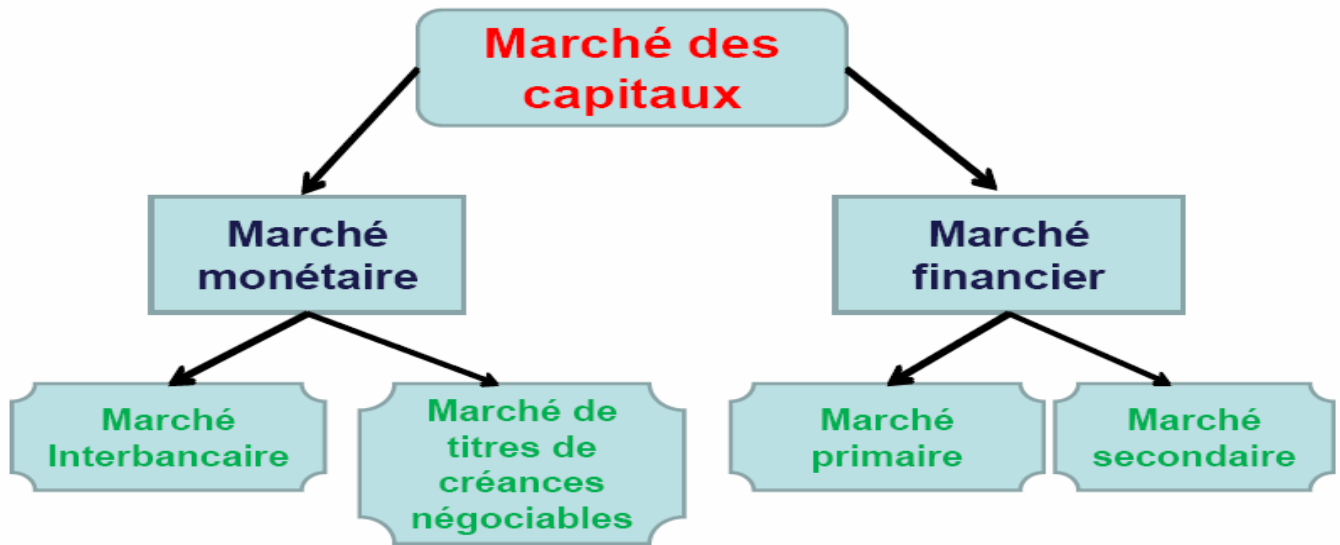 Marché des
capitaux
Marché
monétaire
Marché
financier
Marché
Interbancaire
Marché de
titres de
créances
négociables
Marché
primaire
Marché
secondaire